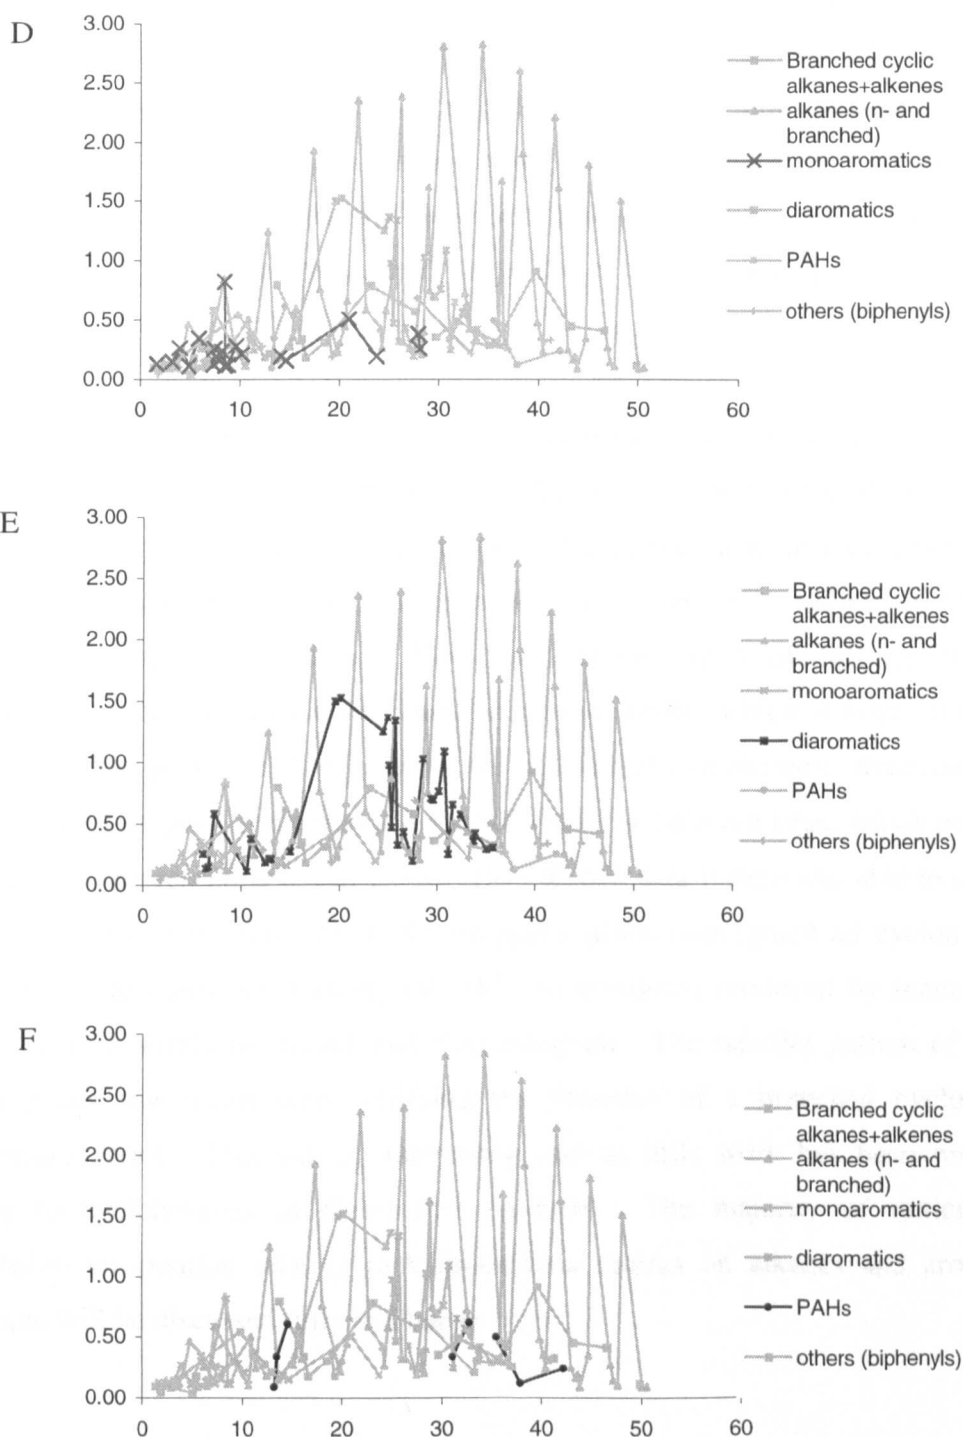 D
3.00
2.50
2.00
1.50
1.00
0.50
0.00
0
10
20
30
40
50
60
Branched cyclic
alkanes+alkenes
alkanes (n- and
branched)
monoaromatics
diaromatics
PAHs
others (biphenyls)
E
3.00
2.50
2.00
1.50
1.00
0.50
0.00
0
10
20
30
40
50
60
Branched cyclic
alkanes+alkenes
alkanes (n- and
branched)
monoaromatics
diaromatics
PAHs
others (biphenyls)
F
3.00
2.50
2.00
1.50
1.00
0.50
0.00
0
10
20
30
40
50
60
Branched cyclic
alkanes+alkenes
alkanes (n- and
branched)
monoaromatics
diaromatics
PAHs
others (biphenyls)